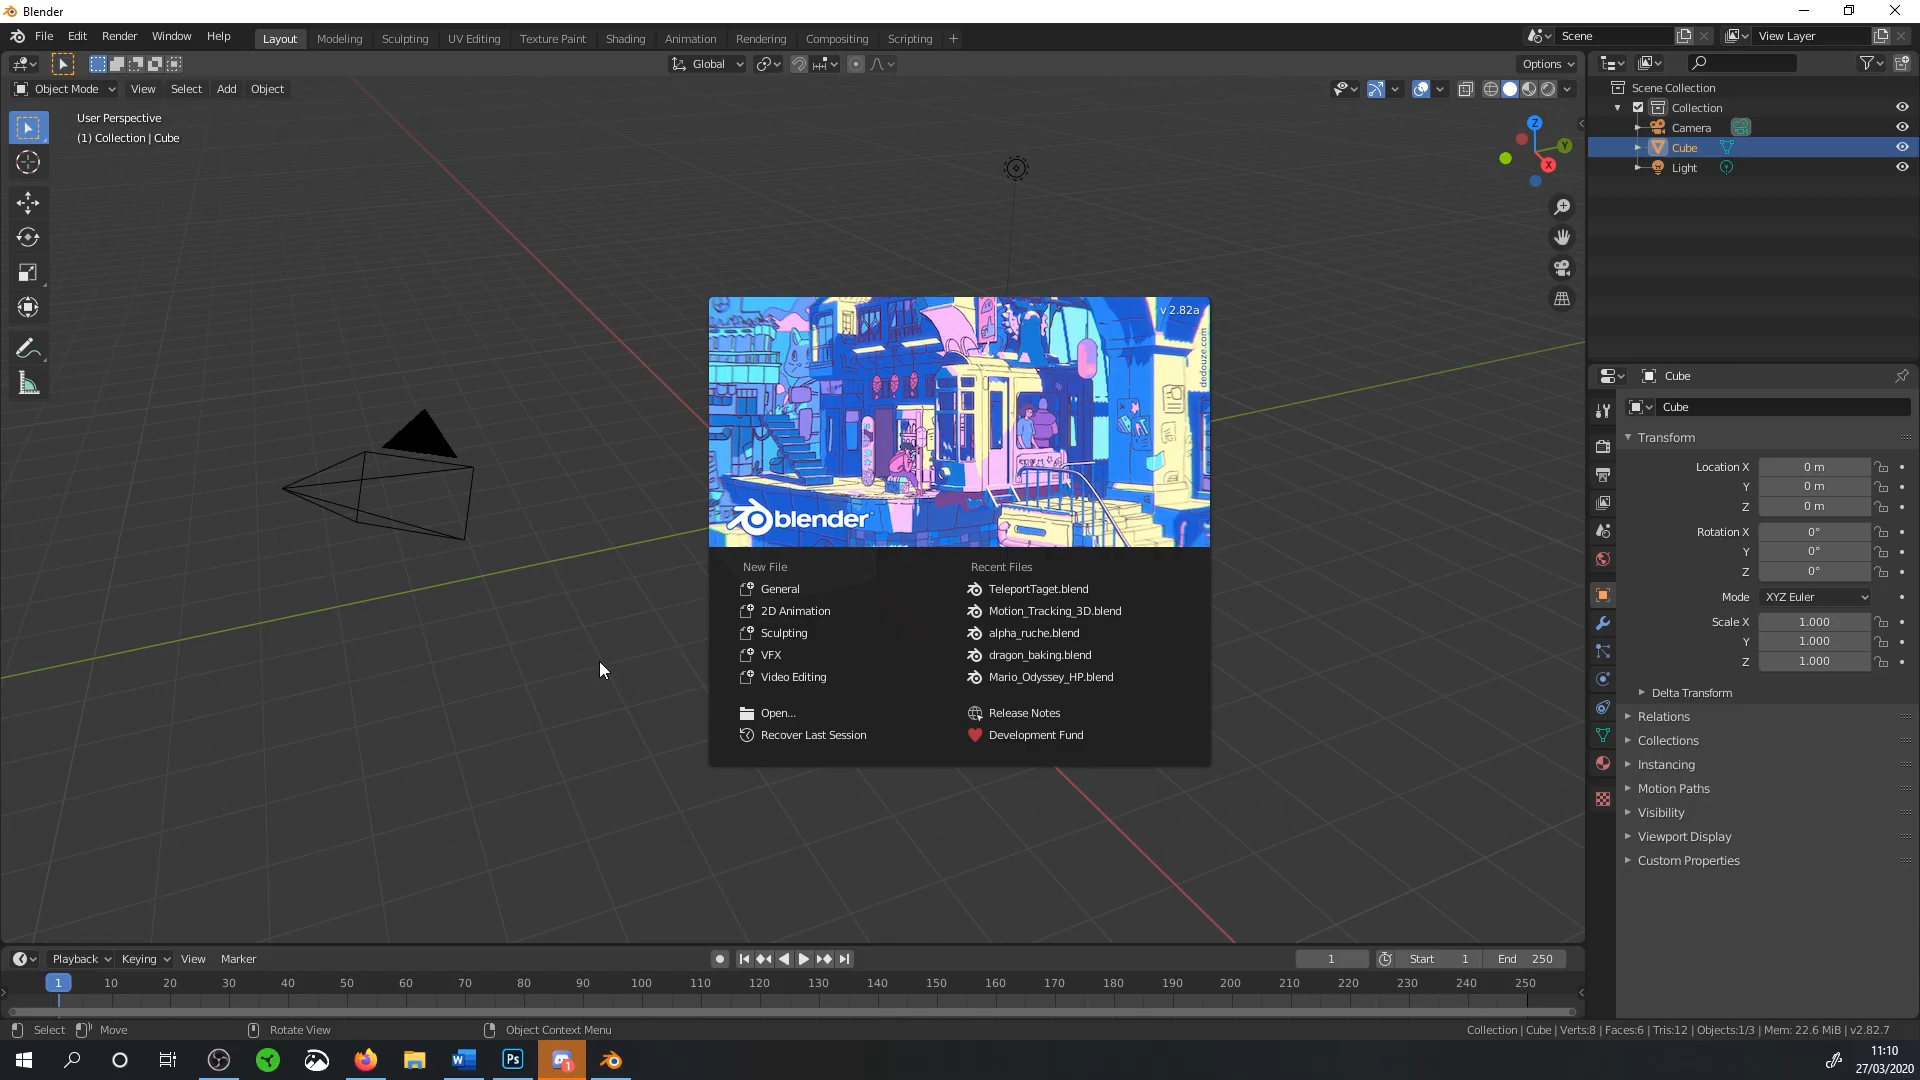 Blender
File Edit Render Window Help
Layout Modeling Sculpting UV Editing Texture Paint Shading Animation Rendering Compositing Scripting +
Scene
View Layer
Global
Options
Object Mode View Select Add Object
User Perspective
(1) Collection | Cube
Z
Y
X
Scene Collection
Collection
Camera
Cube
Light
v 2.82a
dedouze.com
blender
New File
General
2D Animation
Sculpting
VFX
Video Editing
Open...
Recover Last Session
Recent Files
TeleportTaget.blend
Motion_Tracking_3D.blend
alpha_ruche.blend
dragon_baking.blend
Mario_Odyssey_HP.blend
Release Notes
Development Fund
Cube
Cube
Transform
Location X 0 m
Y 0 m
Z 0 m
Rotation X 0°
Y 0°
Z 0°
Mode XYZ Euler
Scale X 1.000
Y 1.000
Z 1.000
Delta Transform
Relations
Collections
Instancing
Motion Paths
Visibility
Viewport Display
Custom Properties
Playback Keying View Marker
1
Start 1
End 250
1 10 20 30 40 50 60 70 80 90 100 110 120 130 140 150 160 170 180 190 200 210 220 230 240 250
Select Move Rotate View Object Context Menu
Collection | Cube | Verts:8 | Faces:6 | Tris:12 | Objects:1/3 | Mem: 22.6 MiB | v2.82.7
W
Ps
1
11:10
27/03/2020